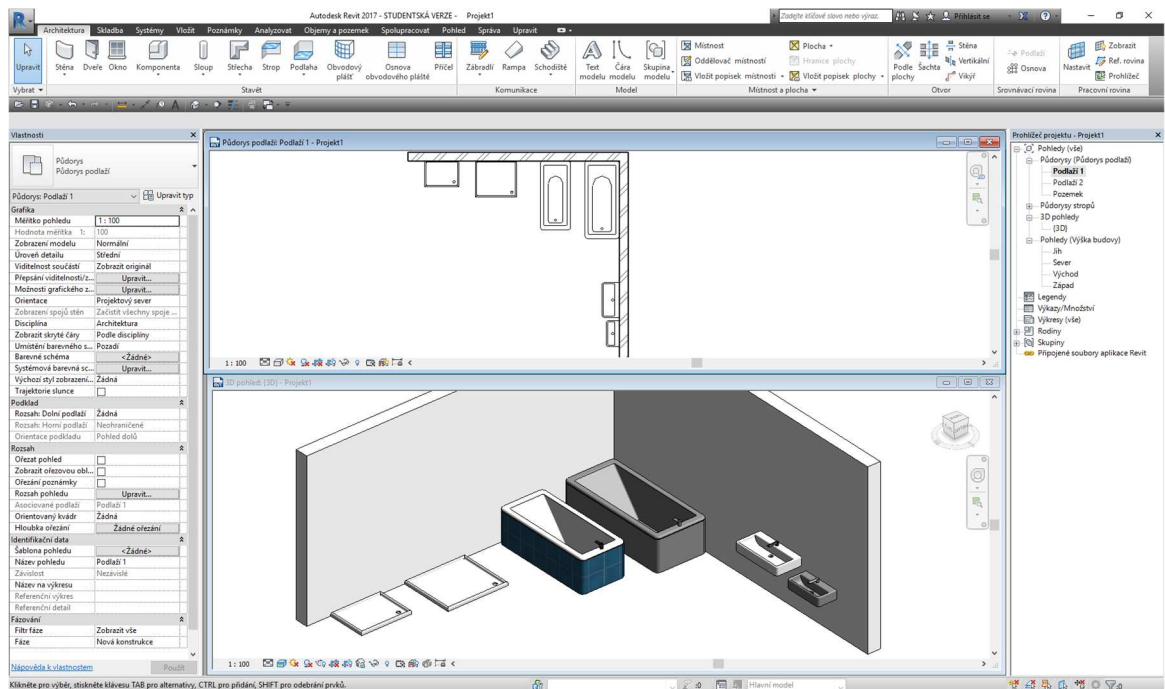 Autodesk Revit 2017 - STUDENTSKÁ VERZE - Projekt1
Zadejte klíčové slovo nebo výraz.
Přihlásit se
Architektura Skladba Systémy Vložit Poznámky Analyzovat Objemy a pozemek Spolupracovat Pohled Správa Upravit
Upravit
Stěna Dveře Okno Komponenta Sloup Střecha Strop Podlaha Obvodový plášť Osnova obvodového pláště Příčel
Zábradlí Rampa Schodiště
Text modelu Čára modelu Skupina modelu
Místnost
Oddělovač místností
Vložit popisek místnosti
Plocha
Hranice plochy
Vložit popisek plochy
Podle plochy Šachta
Stěna
Vertikální
Vikýř
Podlaží
Osnova
Nastavit
Zobrazit
Ref. rovina
Prohlížeč
Vybrat Stavět Komunikace Model Místnost a plocha Otvor Srovnávací rovina Pracovní rovina
Vlastnosti
Půdorys
Půdorys podlaží
Půdorys: Podlaží 1 Upravit typ
Grafika
Měřítko pohledu 1 : 100
Hodnota měřítka 1: 100
Zobrazení modelu Normální
Úroveň detailu Střední
Viditelnost součástí Zobrazit originál
Přepsání viditelnosti/z... Upravit...
Možnosti grafického z... Upravit...
Orientace Projektový sever
Zobrazení spojů stěn Začistit všechny spoje ...
Disciplína Architektura
Zobrazit skryté čáry Podle disciplíny
Umístění barevného s... Pozadí
Barevné schéma <Žádné>
Systémová barevná sc... Upravit...
Výchozí styl zobrazení... Žádná
Trajektorie slunce
Podklad
Rozsah: Dolní podlaží Žádná
Rozsah: Horní podlaží Neohraničené
Orientace podkladu Pohled dolů
Rozsah
Ořezat pohled
Zobrazit ořezovou obl...
Ořezání poznámky
Rozsah pohledu Upravit...
Asociované podlaží Podlaží 1
Orientovaný kvádr Žádná
Hloubka ořezání Žádné ořezání
Identifikační data
Šablona pohledu <Žádné>
Název pohledu Podlaží 1
Závislost Nezávislé
Název na výkresu
Referenční výkres
Referenční detail
Fázování
Filtr fáze Zobrazit vše
Fáze Nová konstrukce
Nápověda k vlastnostem Použít
Půdorys podlaží: Podlaží 1 - Projekt1
1 : 100
3D pohled: {3D} - Projekt1
1 : 100
Prohlížeč projektu - Projekt1
Pohledy (vše)
Půdorysy (Půdorys podlaží)
Podlaží 1
Podlaží 2
Pozemek
Půdorysy stropů
3D pohledy
{3D}
Pohledy (Výška budovy)
Jih
Sever
Východ
Západ
Legendy
Výkazy/Množství
Výkresy (vše)
Rodiny
Skupiny
Připojené soubory aplikace Revit
Klikněte pro výběr, stiskněte klávesu TAB pro alternativy, CTRL pro přidání, SHIFT pro odebrání prvků.
:0
Hlavní model
:0